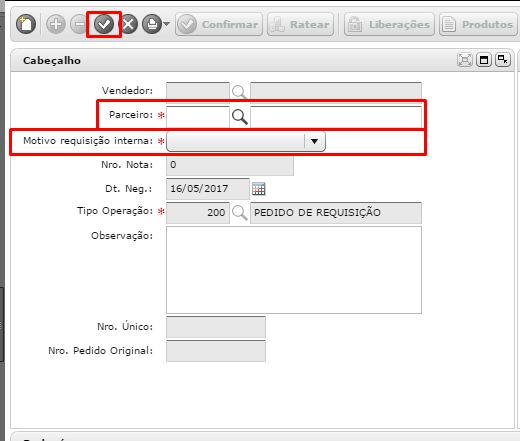 Confirmar Ratear Liberações Produtos
Cabeçalho
Vendedor:
Parceiro: *
Motivo requisição interna: *
Nro. Nota: 0
Dt. Neg.: 16/05/2017
Tipo Operação: * 200 PEDIDO DE REQUISIÇÃO
Observação:
Nro. Único:
Nro. Pedido Original: